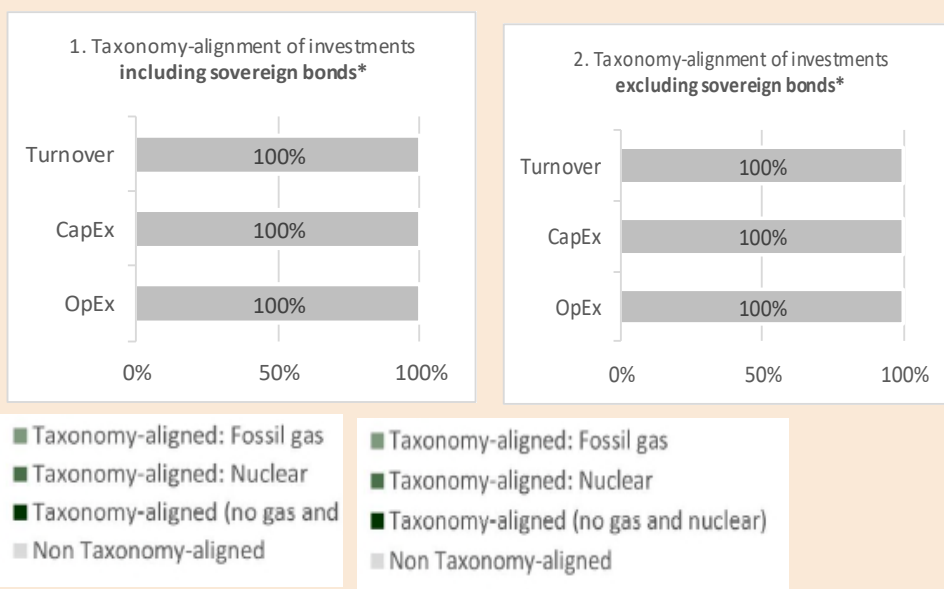 1. Taxonomy-alignment of investments
including sovereign bonds*
Turnover
100%
CapEx
100%
OpEx
100%
0%
50%
100%
2. Taxonomy-alignment of investments
excluding sovereign bonds*
Turnover
100%
CapEx
100%
OpEx
100%
0%
50%
100%
Taxonomy-aligned: Fossil gas
Taxonomy-aligned: Nuclear
Taxonomy-aligned (no gas and
Non Taxonomy-aligned
Taxonomy-aligned: Fossil gas
Taxonomy-aligned: Nuclear
Taxonomy-aligned (no gas and nuclear)
Non Taxonomy-aligned